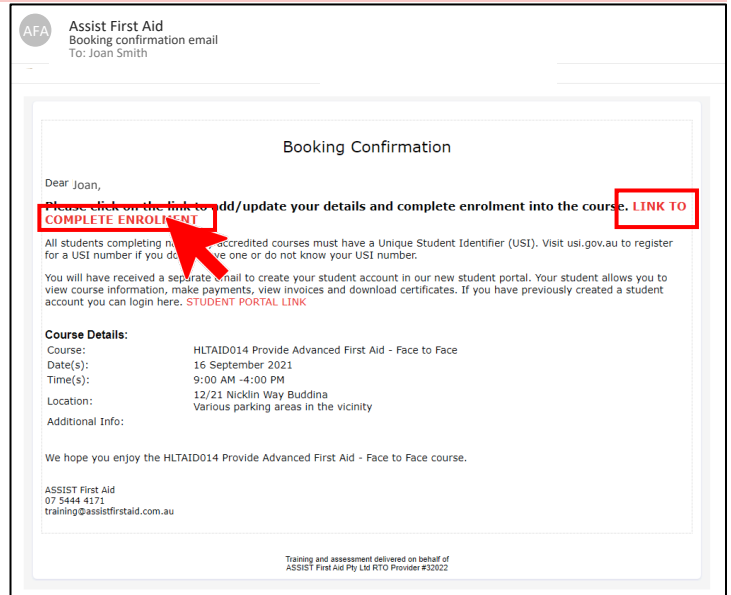 AFA
Assist First Aid
Booking confirmation email
To: Joan Smith
Booking Confirmation
Dear Joan,
Please click on the link to add/update your details and complete enrolment into the course. LINK TO
COMPLETE ENROLMENT
All students completing accredited courses must have a Unique Student Identifier (USI). Visit usi.gov.au to register
for a USI number if you do one or do not know your USI number.
You will have received a separate email to create your student account in our new student portal. Your student allows you to
view course information, make payments, view invoices and download certificates. If you have previously created a student
account you can login here. STUDENT PORTAL LINK
Course Details:
Course: HLTAID014 Provide Advanced First Aid - Face to Face
Date(s): 16 September 2021
Time(s): 9:00 AM -4:00 PM
Location: 12/21 Nicklin Way Buddina
Various parking areas in the vicinity
Additional Info:
We hope you enjoy the HLTAID014 Provide Advanced First Aid - Face to Face course.
ASSIST First Aid
07 5444 4171
training@assistfirstaid.com.au
Training and assessment delivered on behalf of
ASSIST First Aid Pty Ltd RTO Provider #32022